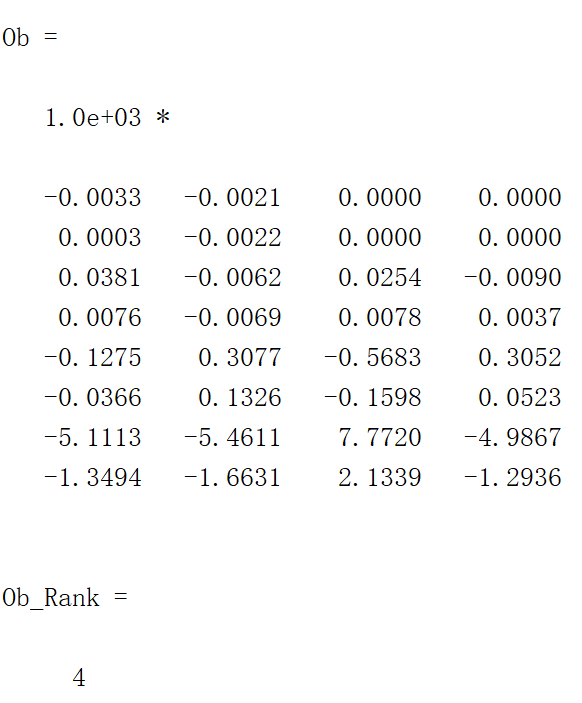 Ob =
1.0e+03 *
-0.0033 -0.0021 0.0000 0.0000
0.0003 -0.0022 0.0000 0.0000
0.0381 -0.0062 0.0254 -0.0090
0.0076 -0.0069 0.0078 0.0037
-0.1275 0.3077 -0.5683 0.3052
-0.0366 0.1326 -0.1598 0.0523
-5.1113 -5.4611 7.7720 -4.9867
-1.3494 -1.6631 2.1339 -1.2936
Ob_Rank =
4